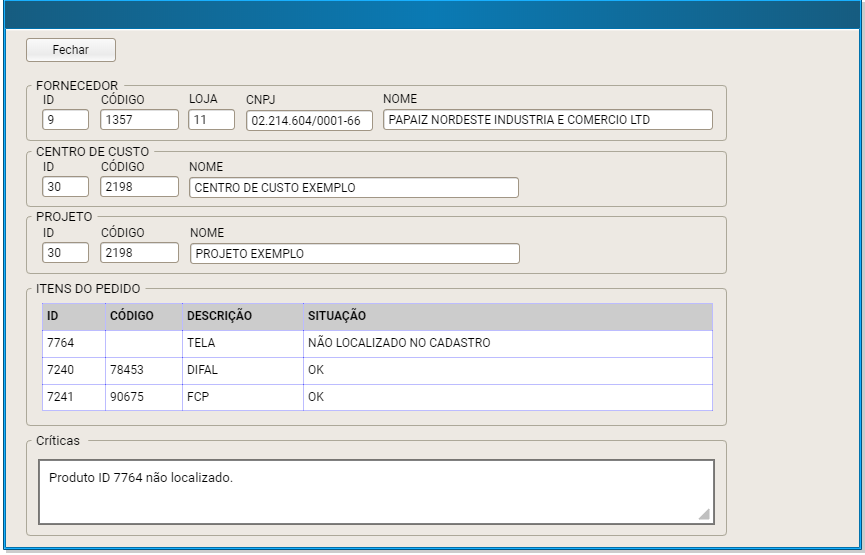 Fechar
FORNECEDOR
ID CÓDIGO LOJA CNPJ NOME
9 1357 11 02.214.604/0001-66 PAPAIZ NORDESTE INDUSTRIA E COMERCIO LTD
CENTRO DE CUSTO
ID CÓDIGO NOME
30 2198 CENTRO DE CUSTO EXEMPLO
PROJETO
ID CÓDIGO NOME
30 2198 PROJETO EXEMPLO
ITENS DO PEDIDO
ID CÓDIGO DESCRIÇÃO SITUAÇÃO
7764 TELA NÃO LOCALIZADO NO CADASTRO
7240 78453 DIFAL OK
7241 90675 FCP OK
Críticas
Produto ID 7764 não localizado.